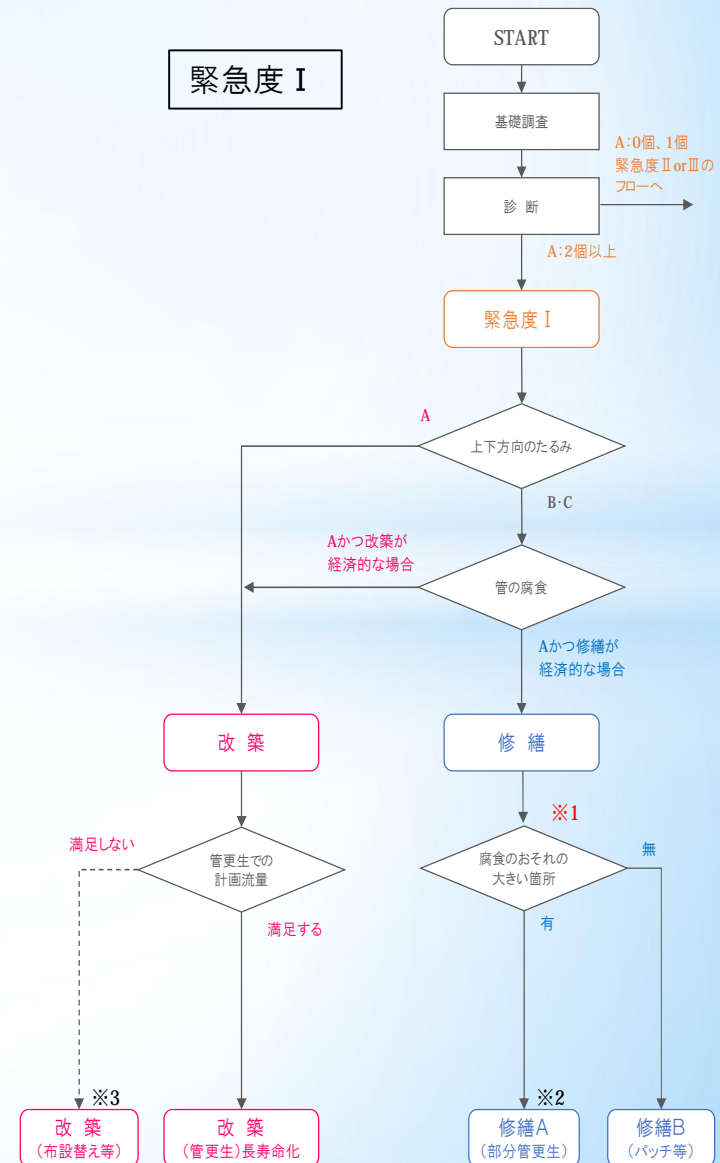 START
緊急度 Ⅰ
基礎調査
A:0個、1個
緊急度ⅡorⅢの
フローへ
診 断
A:2個以上
緊急度 Ⅰ
A
上下方向のたるみ
B・C
Aかつ改築が
経済的な場合
管の腐食
Aかつ修繕が
経済的な場合
改 築
修 繕
※1
満足しない
管更生での
計画流量
腐食のおそれの
大きい箇所
無
満足する
有
※3
※2
改 築
(布設替え等)
改 築
(管更生)長寿命化
修繕A
(部分管更生)
修繕B
(パッチ等)